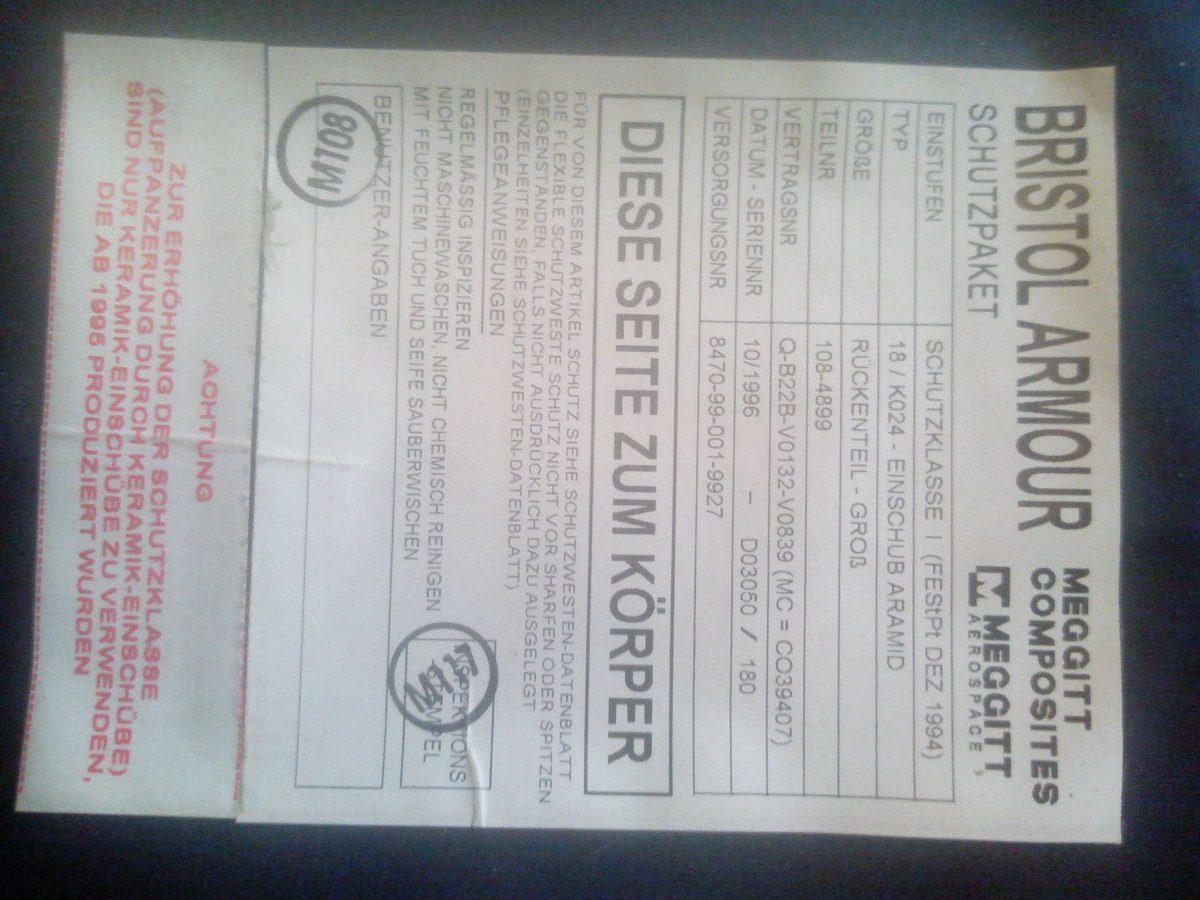 BRISTOL ARMOUR
MEGGITT
COMPOSITES
SCHUTZPAKET
MEGGITT
AEROSPACE
EINSTUFEN SCHUTZKLASSE I (FEStPt DEZ 1994)
TYP 18 / K024 - EINSCHUB ARAMID
GRÖßE RÜCKENTEIL - GROß
TEILNR 108-4899
VERTRAGSNR Q-B22B-V0132-V0839 (MC = CO39407)
DATUM - SERIENNR 10/1996 – D03050 / 180
VERSORGUNGSNR 8470-99-001-9927
DIESE SEITE ZUM KÖRPER
FÜR VON DIESEM ARTIKEL SCHUTZ SIEHE SCHUTZWESTEN-DATENBLATT
DIE FLEXIBLE SCHUTZWESTE SCHUTZ NICHT VOR SHARFEN ODER SPITZEN
GEGENSTÄNDEN, FALLS NICHT AUSDRÜCKLICH DAZU AUSGELEGT
(EINZELHEITEN SIEHE SCHUTZWESTEN-DATENBLATT)
PFLEGEANWEISUNGEN
REGELMÄSSIG INSPIZIEREN
NICHT MASCHINEWASCHEN, NICHT CHEMISCH REINIGEN
MIT FEUCHTEM TUCH UND SEIFE SAUBERWISCHEN
INSPEKTIONS
STEMPEL
BENUTZER-ANGABEN
ACHTUNG
ZUR ERHÖHUNG DER SCHUTZKLASSE
(AUFPANZERUNG DURCH KERAMIK-EINSCHÜBE)
SIND NUR KERAMIK-EINSCHÜBE ZU VERWENDEN,
DIE AB 1995 PRODUZIERT WURDEN